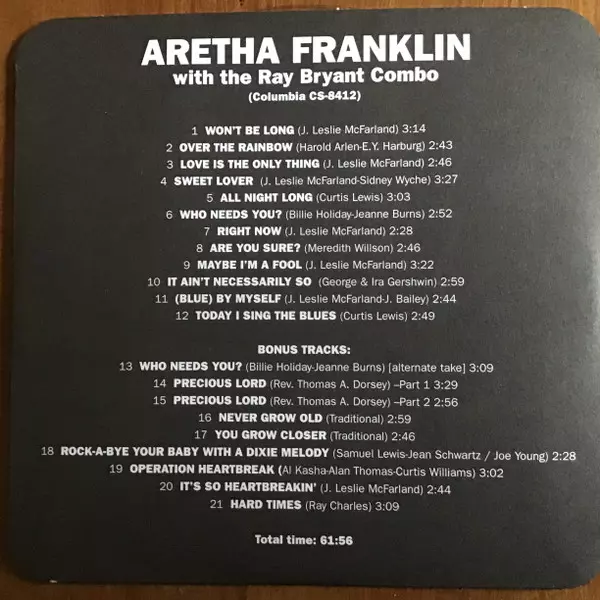 ARETHA FRANKLIN
with the Ray Bryant Combo
(Columbia CS-8412)
1 WON'T BE LONG (J. Leslie McFarland) 3:14
2 OVER THE RAINBOW (Harold Arlen-E.Y. Harburg) 2:43
3 LOVE IS THE ONLY THING (J. Leslie McFarland) 2:46
4 SWEET LOVER (J. Leslie McFarland-Sidney Wyche) 3:27
5 ALL NIGHT LONG (Curtis Lewis) 3:03
6 WHO NEEDS YOU? (Billie Holiday-Jeanne Burns) 2:52
7 RIGHT NOW (J. Leslie McFarland) 2:28
8 ARE YOU SURE? (Meredith Willson) 2:46
9 MAYBE I'M A FOOL (J. Leslie McFarland) 3:22
10 IT AIN'T NECESSARILY SO (George & Ira Gershwin) 2:59
11 (BLUE) BY MYSELF (J. Leslie McFarland-J. Bailey) 2:44
12 TODAY I SING THE BLUES (Curtis Lewis) 2:49
BONUS TRACKS:
13 WHO NEEDS YOU? (Billie Holiday-Jeanne Burns) [alternate take] 3:09
14 PRECIOUS LORD (Rev. Thomas A. Dorsey) –Part 1 3:29
15 PRECIOUS LORD (Rev. Thomas A. Dorsey) –Part 2 2:56
16 NEVER GROW OLD (Traditional) 2:59
17 YOU GROW CLOSER (Traditional) 2:46
18 ROCK-A-BYE YOUR BABY WITH A DIXIE MELODY (Samuel Lewis-Jean Schwartz / Joe Young) 2:28
19 OPERATION HEARTBREAK (Al Kasha-Alan Thomas-Curtis Williams) 3:02
20 IT'S SO HEARTBREAKIN' (J. Leslie McFarland) 2:44
21 HARD TIMES (Ray Charles) 3:09
Total time: 61:56